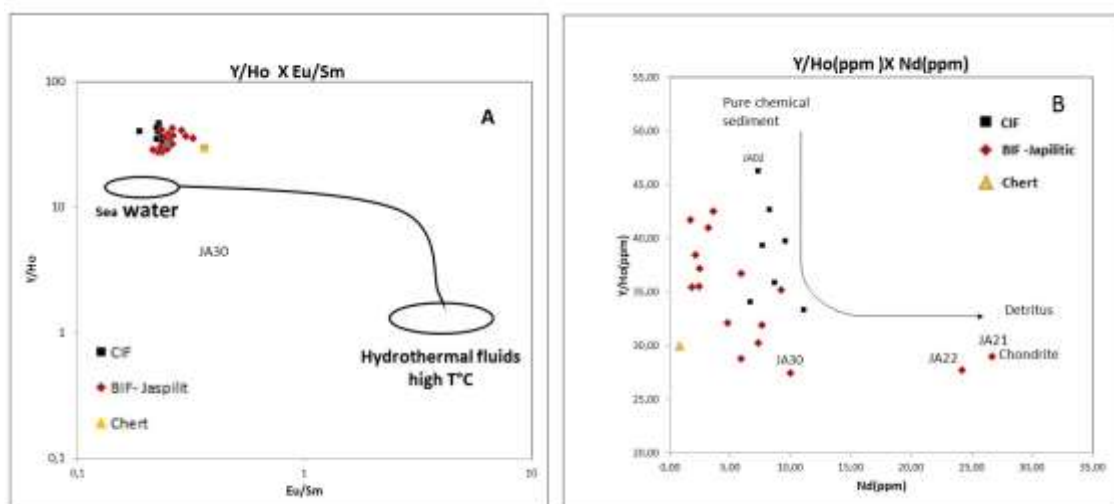 Y/Ho X Eu/Sm
A
100
10
1
0,1
Y/Ho
Sea water
JA30
Hydrothermal fluids
high T°C
CIF
BIF- Jaspilit
Chert
0,1
1
10
Eu/Sm
Y/Ho(ppm )X Nd(ppm)
B
55,00
50,00
45,00
40,00
35,00
30,00
25,00
20,00
Y/Ho(ppm)
Pure chemical
sediment
CIF
BIF -Japilitic
Chert
JA02
Detritus
JA21
Chondrite
JA22
JA30
0,00
5,00
10,00
15,00
20,00
25,00
30,00
Nd(ppm)